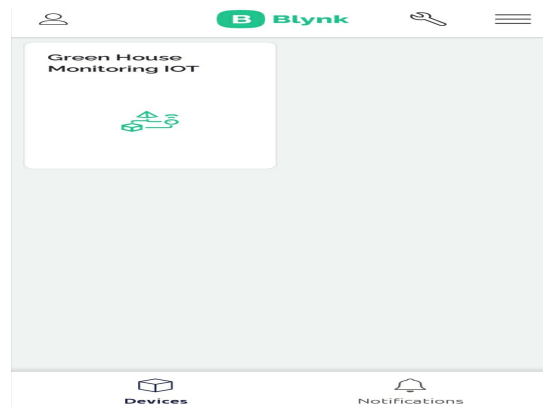 B Blynk
Green House
Monitoring IOT
Devices
Notifications